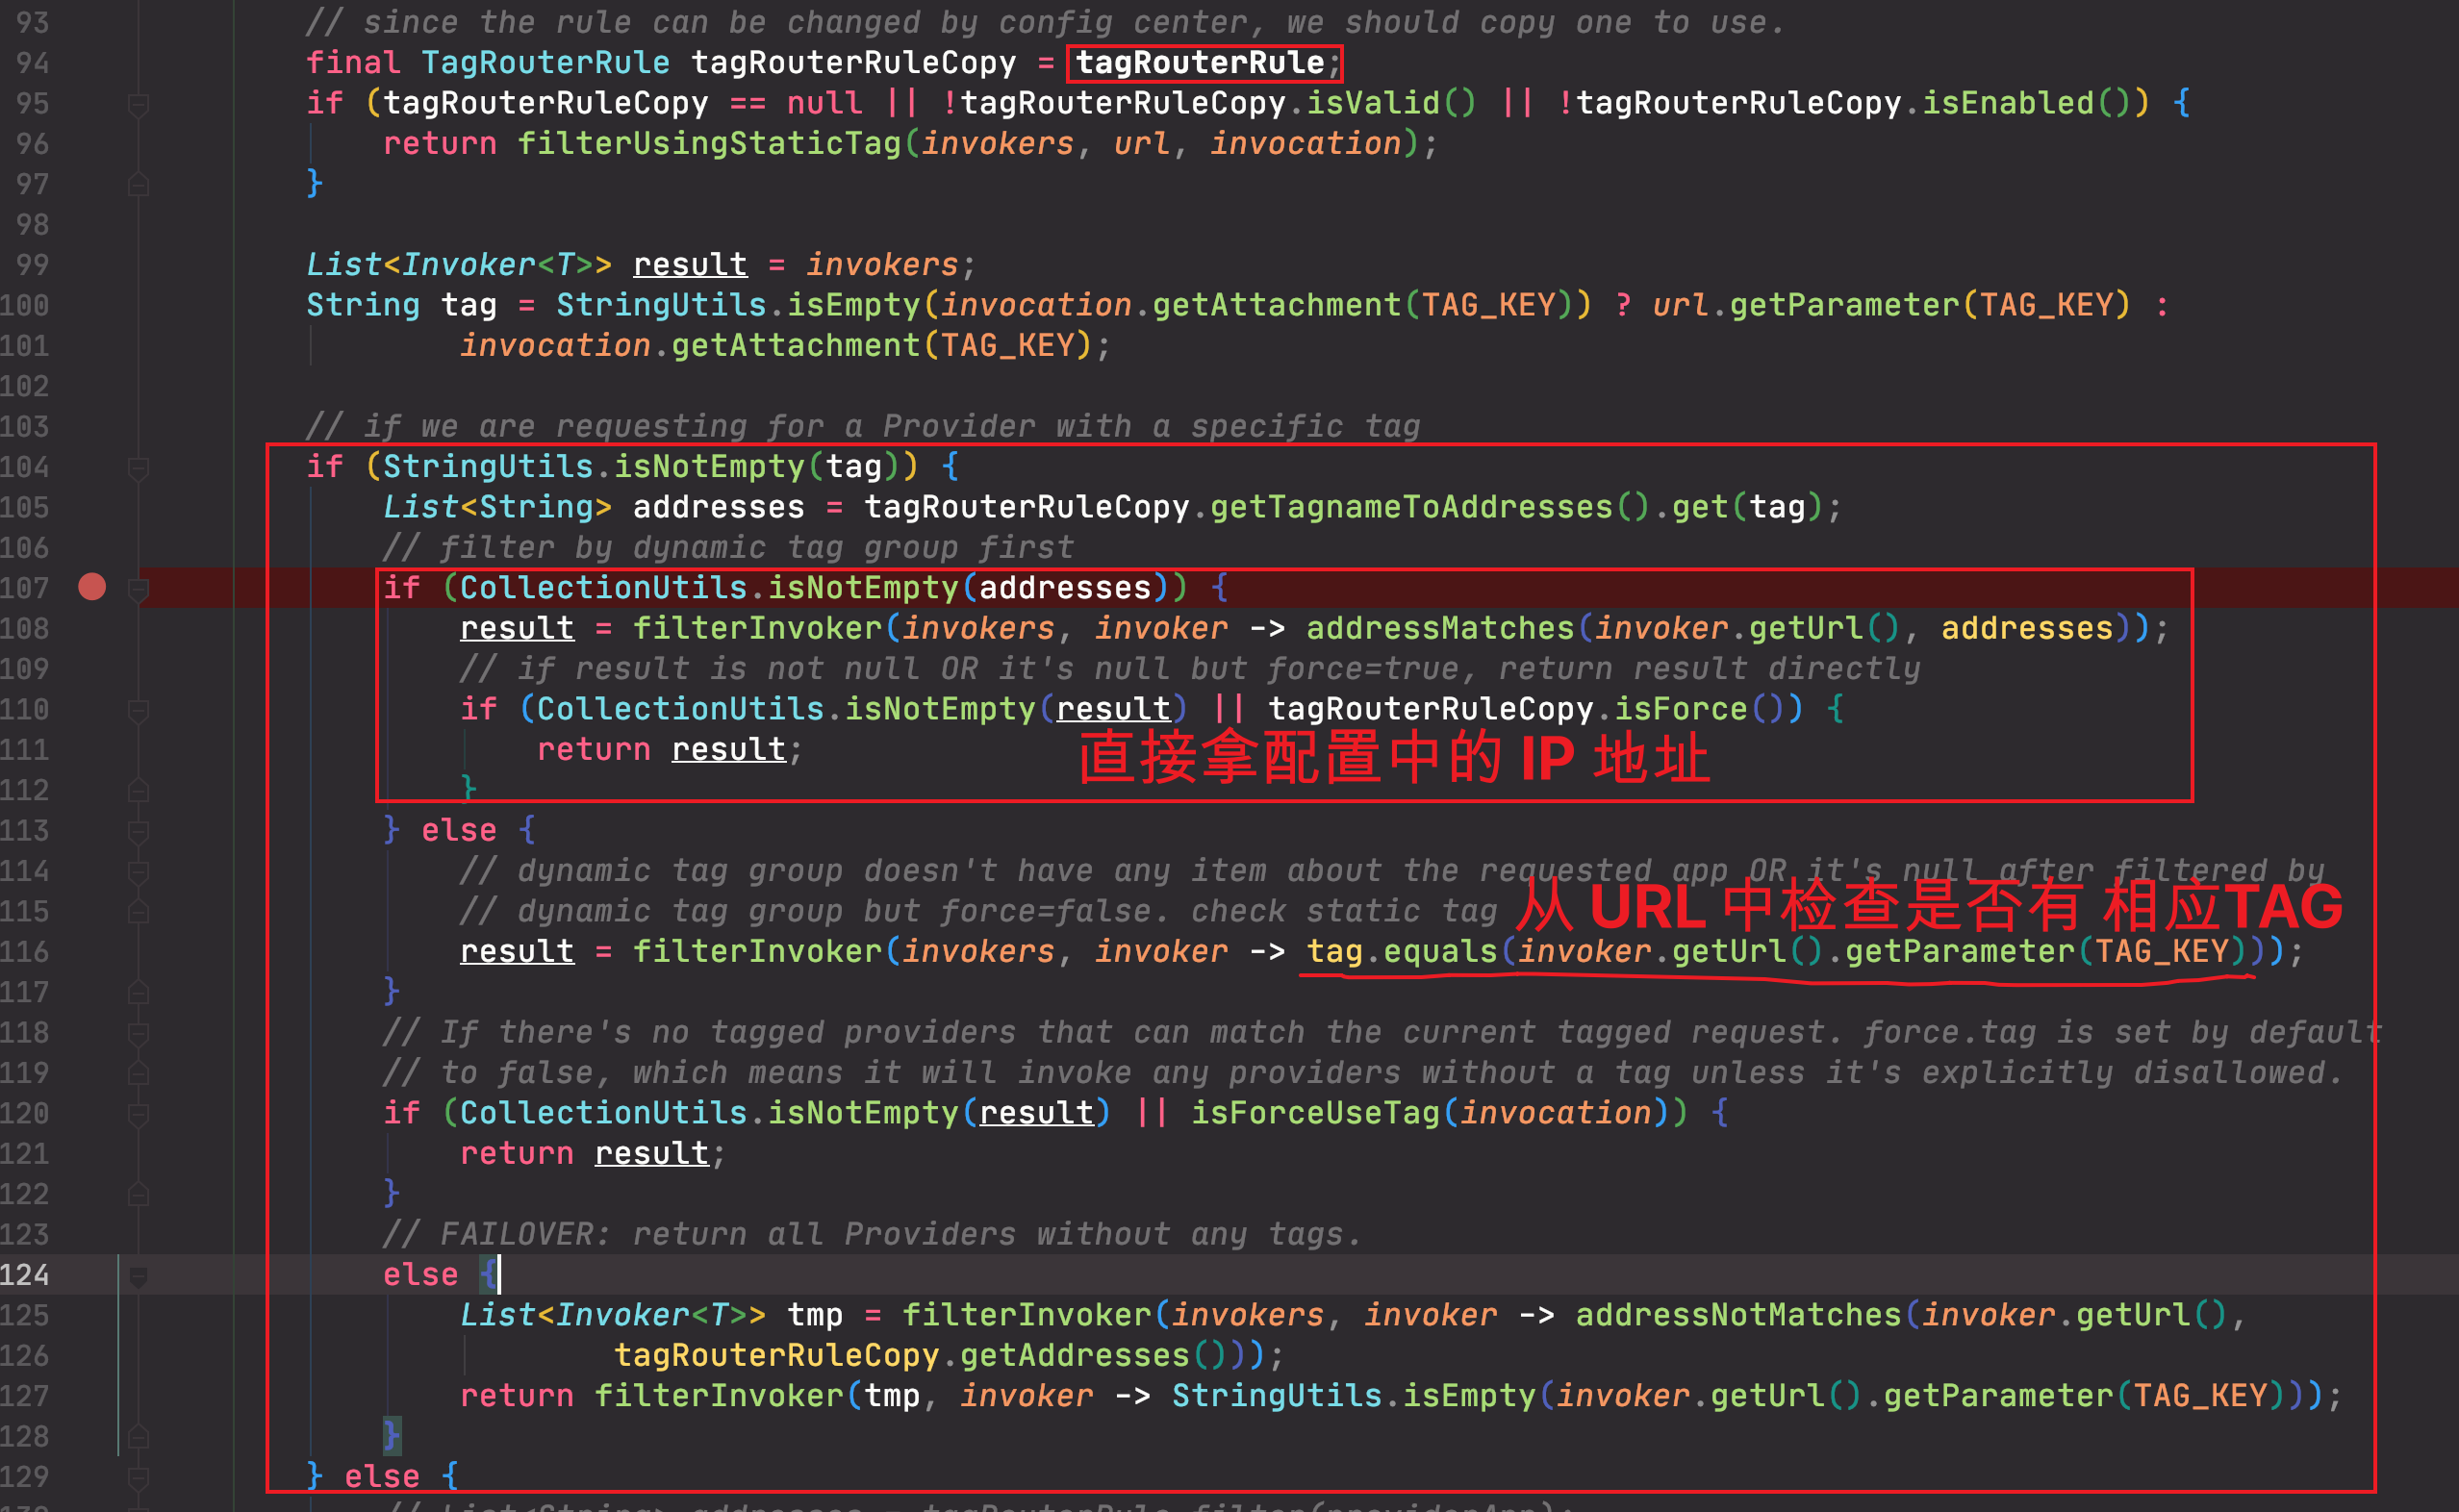 93 // since the rule can be changed by config center, we should copy one to use.
94 final TagRouterRule tagRouterRuleCopy = tagRouterRule;
95 if (tagRouterRuleCopy == null || !tagRouterRuleCopy.isValid() || !tagRouterRuleCopy.isEnabled()) {
96 return filterUsingStaticTag(invokers, url, invocation);
97 }
98
99 List<Invoker<T>> result = invokers;
100 String tag = StringUtils.isEmpty(invocation.getAttachment(TAG_KEY)) ? url.getParameter(TAG_KEY) :
101 invocation.getAttachment(TAG_KEY);
102
103 // if we are requesting for a Provider with a specific tag
104 if (StringUtils.isNotEmpty(tag)) {
105 List<String> addresses = tagRouterRuleCopy.getTagnameToAddresses().get(tag);
106 // filter by dynamic tag group first
107 if (CollectionUtils.isNotEmpty(addresses)) {
108 result = filterInvoker(invokers, invoker -> addressMatches(invoker.getUrl(), addresses));
109 // if result is not null OR it's null but force=true, return result directly
110 if (CollectionUtils.isNotEmpty(result) || tagRouterRuleCopy.isForce()) {
111 return result;
直接拿配置中的 IP 地址
112 }
113 } else {
114 // dynamic tag group doesn't have any item about the requested app OR it's null after filtered by
115 // dynamic tag group but force=false. check static tag
从 URL 中检查是否有 相应TAG
116 result = filterInvoker(invokers, invoker -> tag.equals(invoker.getUrl().getParameter(TAG_KEY)));
117 }
118 // If there's no tagged providers that can match the current tagged request. force.tag is set by default
119 // to false, which means it will invoke any providers without a tag unless it's explicitly disallowed.
120 if (CollectionUtils.isNotEmpty(result) || isForceUseTag(invocation)) {
121 return result;
122 }
123 // FAILOVER: return all Providers without any tags.
124 else {
125 List<Invoker<T>> tmp = filterInvoker(invokers, invoker -> addressNotMatches(invoker.getUrl(),
126 tagRouterRuleCopy.getAddresses()));
127 return filterInvoker(tmp, invoker -> StringUtils.isEmpty(invoker.getUrl().getParameter(TAG_KEY)));
128 }
129 } else {
130 // List<String> addresses = tagRouterRule.filter(providerApp);